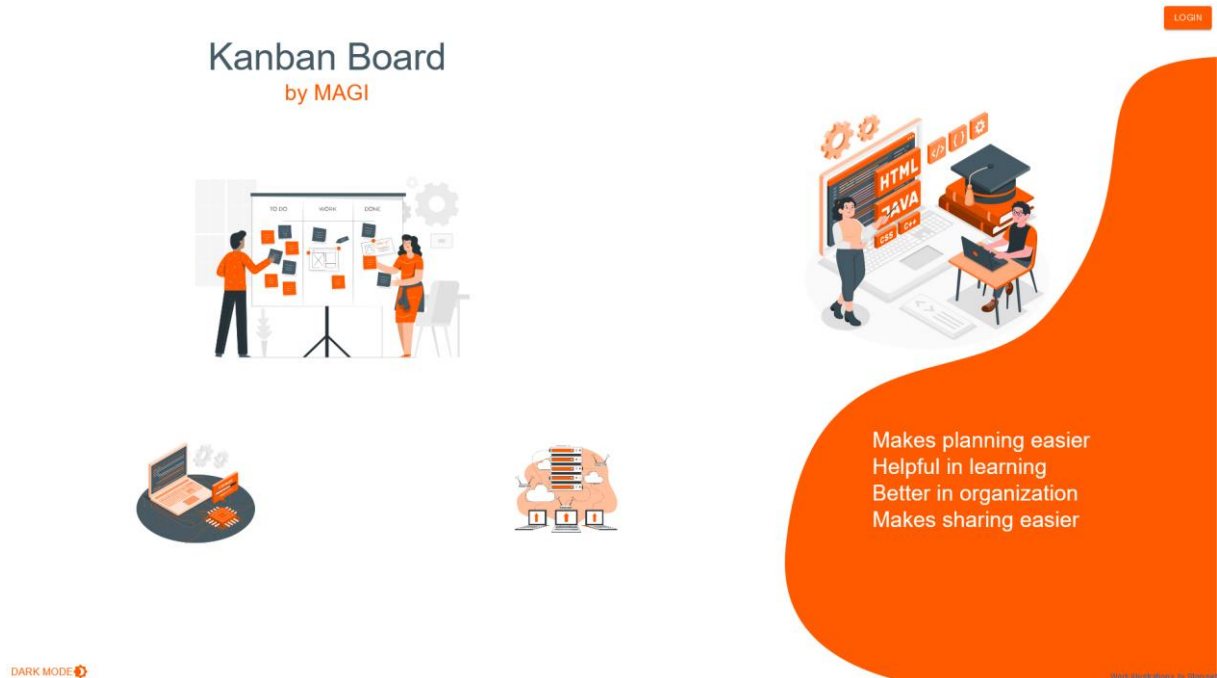 LOGIN
Kanban Board
by MAGI
TO DO
WORK
DONE
HTML
JAVA
CSS
C++
</>
{ }
Makes planning easier
Helpful in learning
Better in organization
Makes sharing easier
DARK MODE